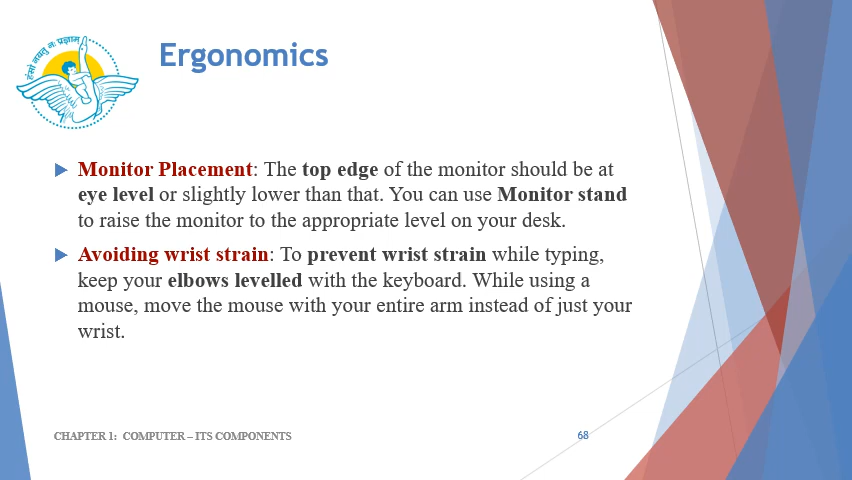 हंसो नयतु नः प्रज्ञाम्
Ergonomics
Monitor Placement: The top edge of the monitor should be at
eye level or slightly lower than that. You can use Monitor stand
to raise the monitor to the appropriate level on your desk.
Avoiding wrist strain: To prevent wrist strain while typing,
keep your elbows levelled with the keyboard. While using a
mouse, move the mouse with your entire arm instead of just your
wrist.
CHAPTER 1: COMPUTER – ITS COMPONENTS
68